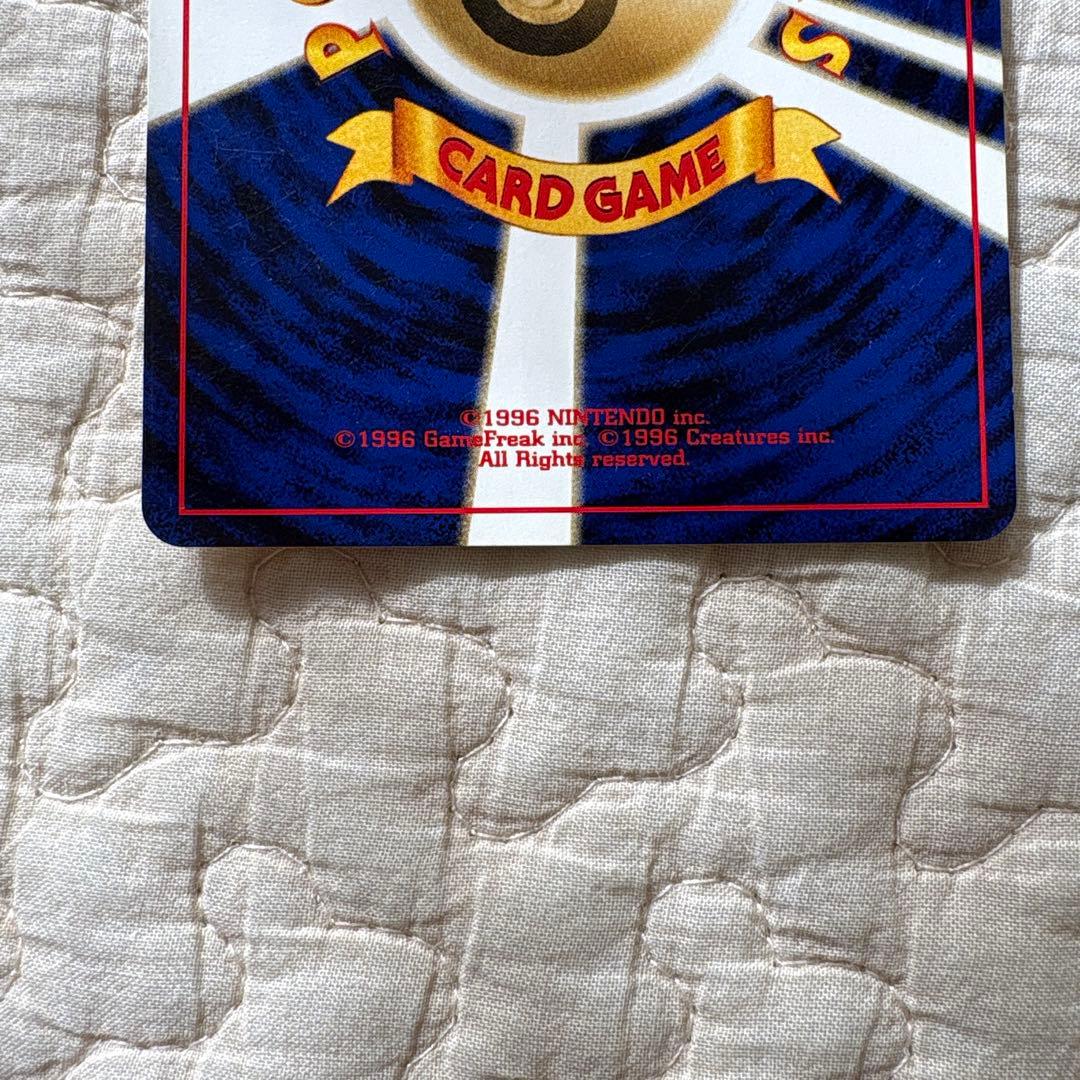 P
S
CARD GAME
©1996 NINTENDO inc.
©1996 GameFreak inc. ©1996 Creatures inc.
All Rights reserved.